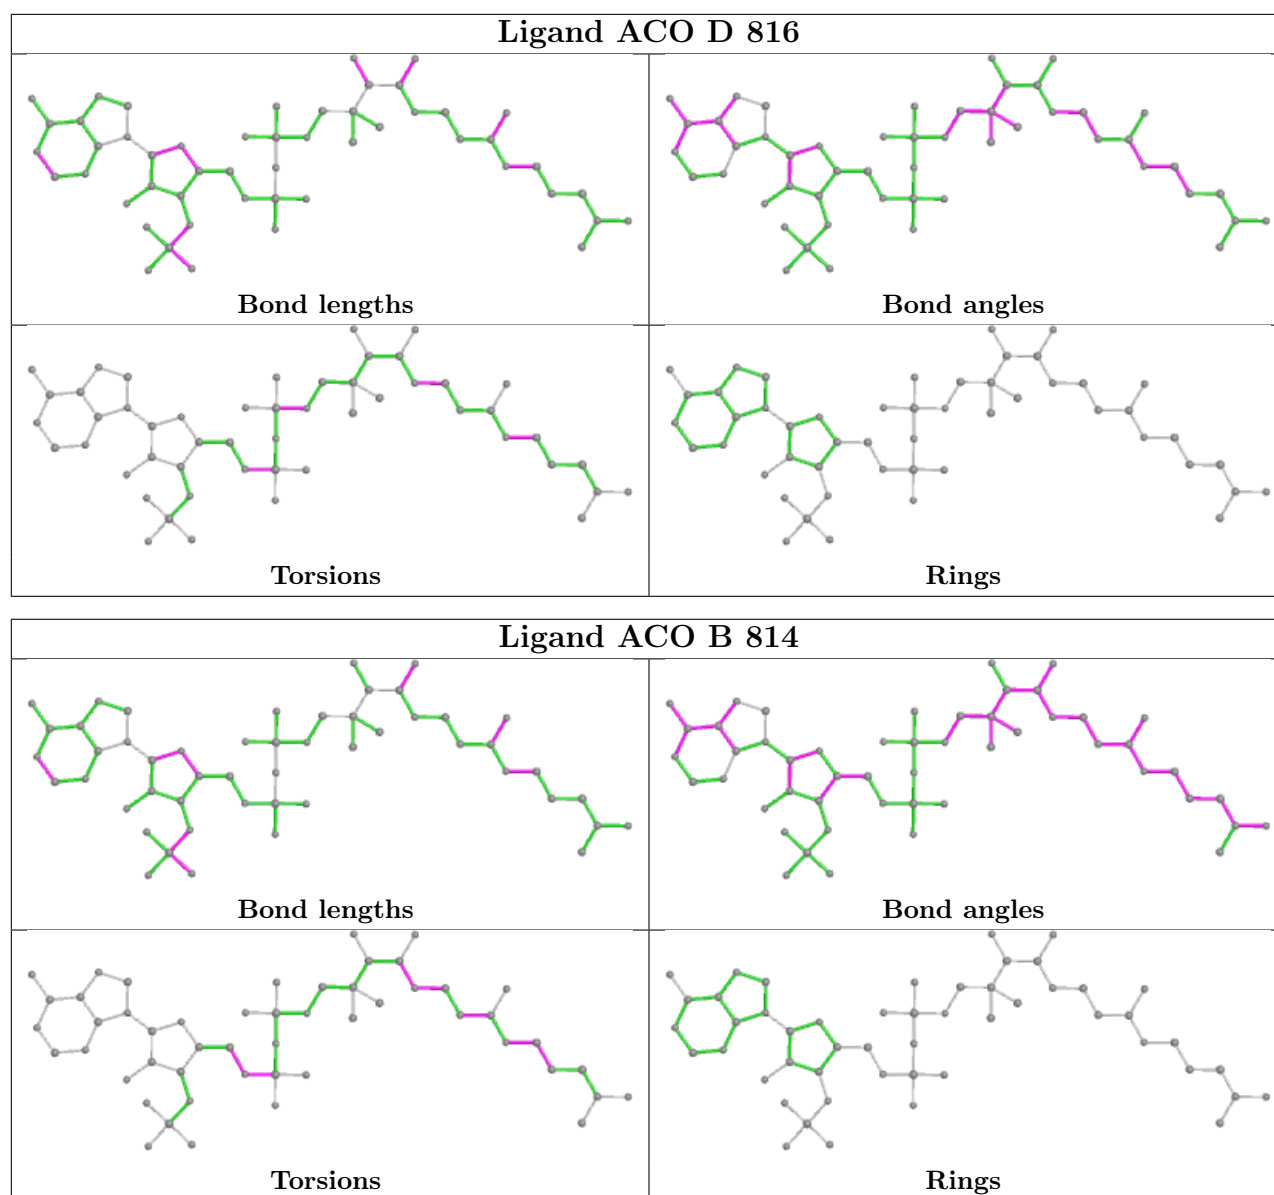 Ligand ACO D 816
Bond lengths
Bond angles
Torsions
Rings
Ligand ACO B 814
Bond lengths
Bond angles
Torsions
Rings